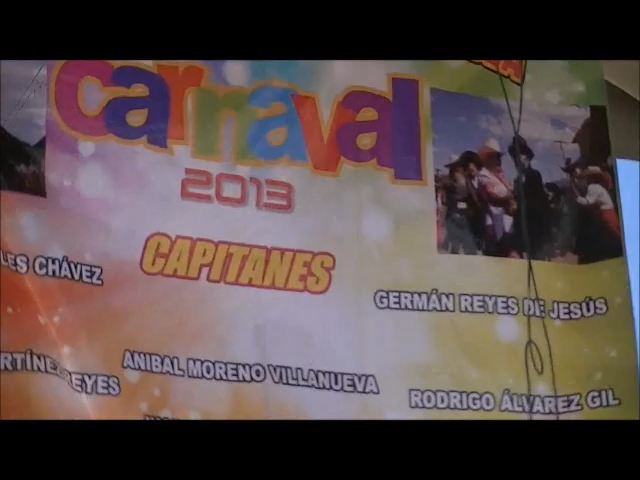 carnaval
2013
CAPITANES
LES CHÁVEZ
GERMÁN REYES DE JESÚS
RTÍNEZ REYES
ANIBAL MORENO VILLANUEVA
RODRIGO ÁLVAREZ GIL